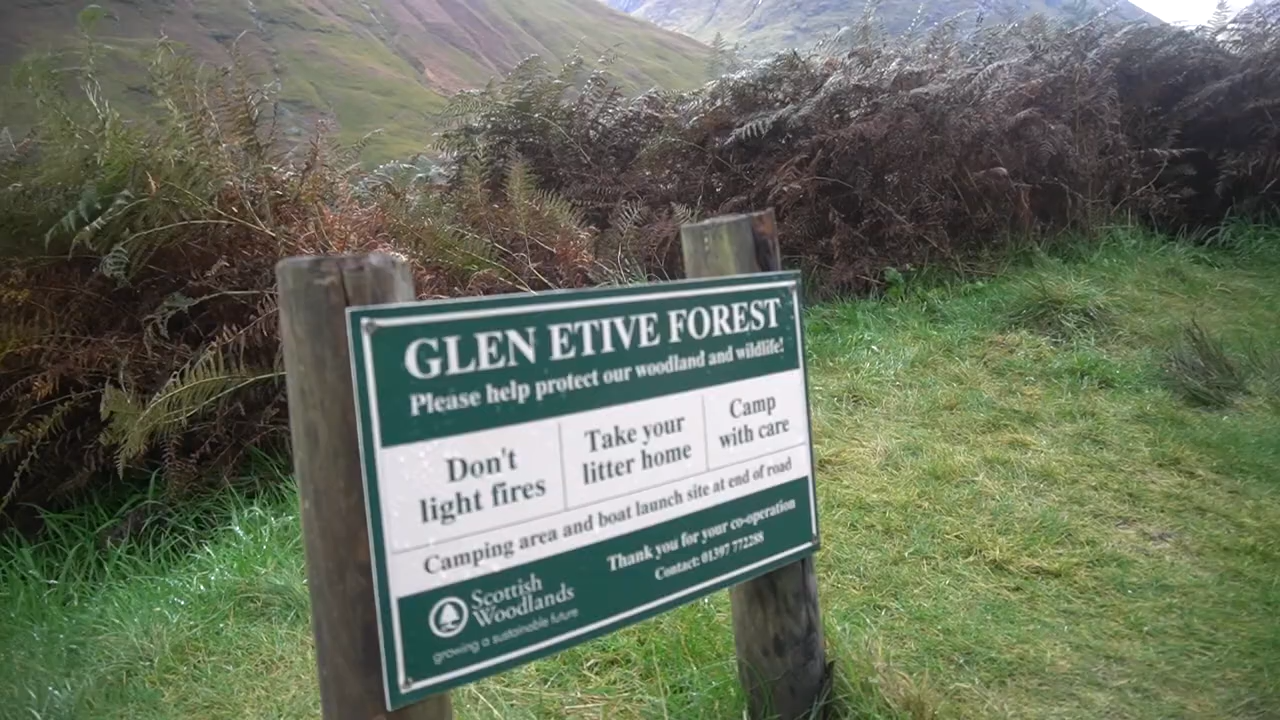 GLEN ETIVE FOREST
Please help protect our woodland and wildlife!
Don't
light fires
Take your
litter home
Camp
with care
Camping area and boat launch site at end of road
Thank you for your co-operation
Contact: 01397 772288
Scottish
Woodlands
growing a sustainable future